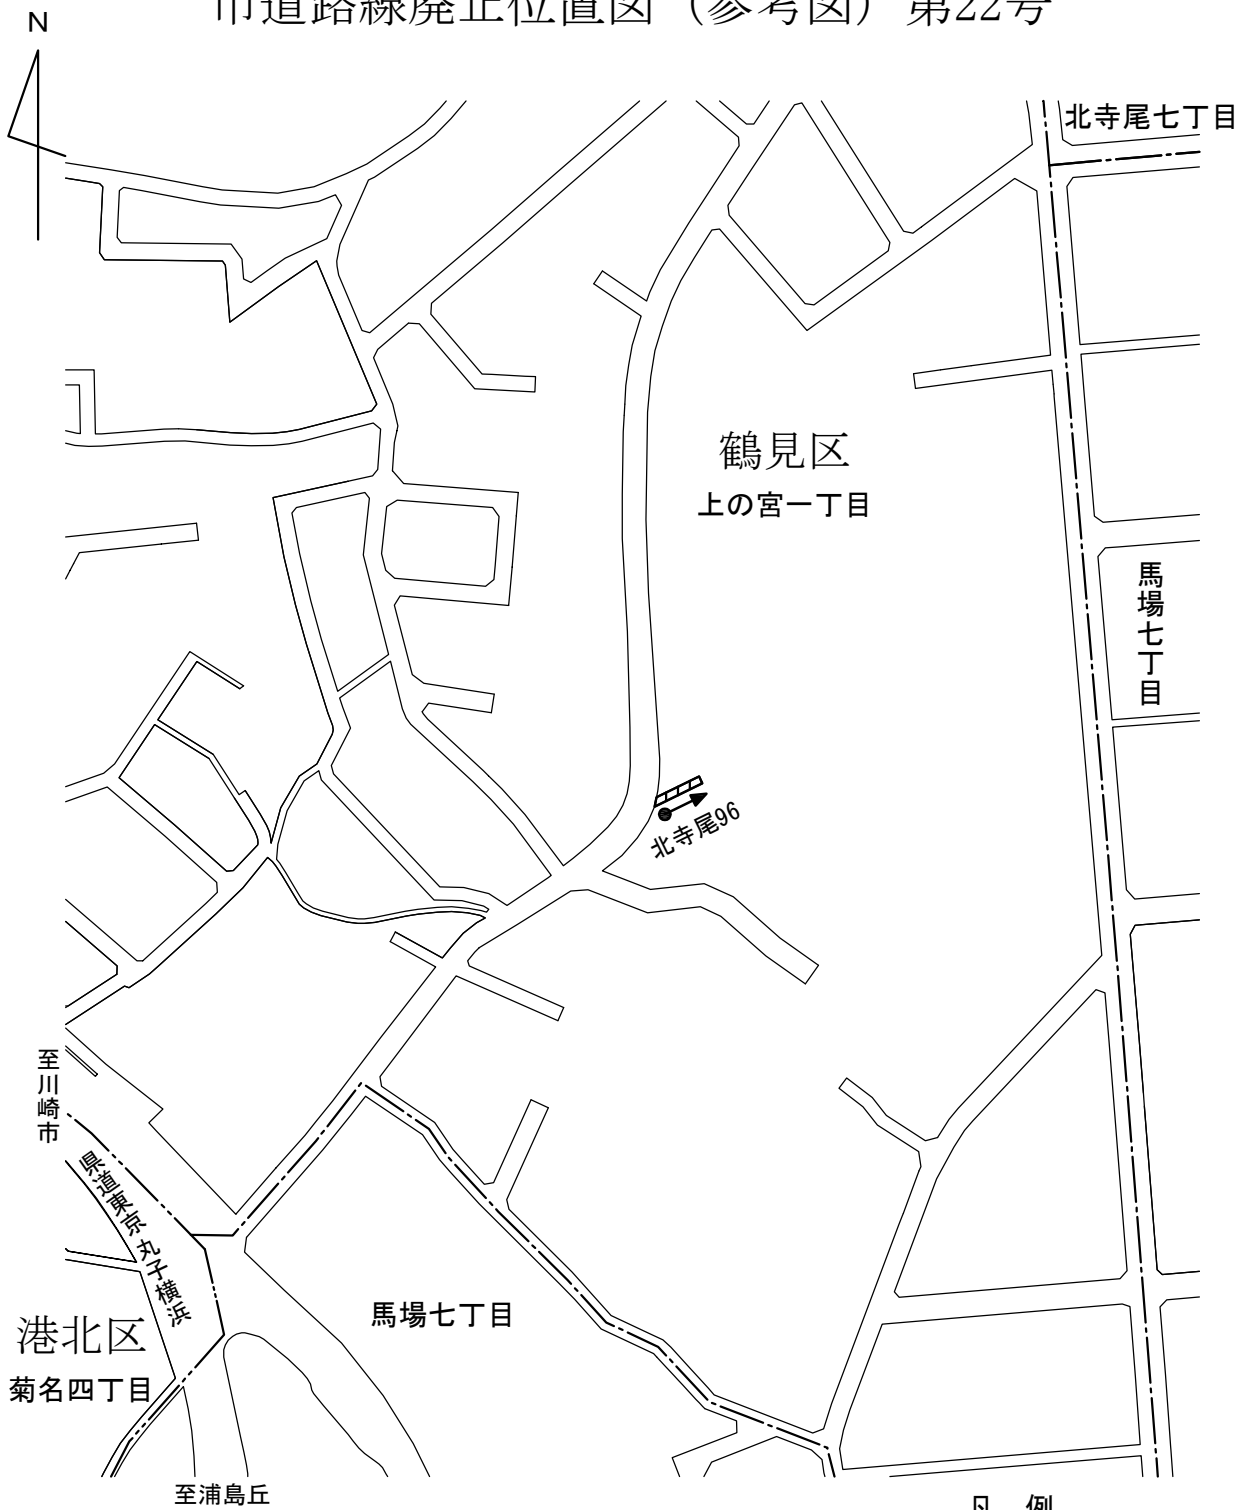 市道路線廃止位置図（参考図）第22号
N
北寺尾七丁目
鶴見区
上の宮一丁目
馬場七丁目
北寺尾96
至川崎市
県道東京丸子横浜
馬場七丁目
港北区
菊名四丁目
至浦島丘
凡 例